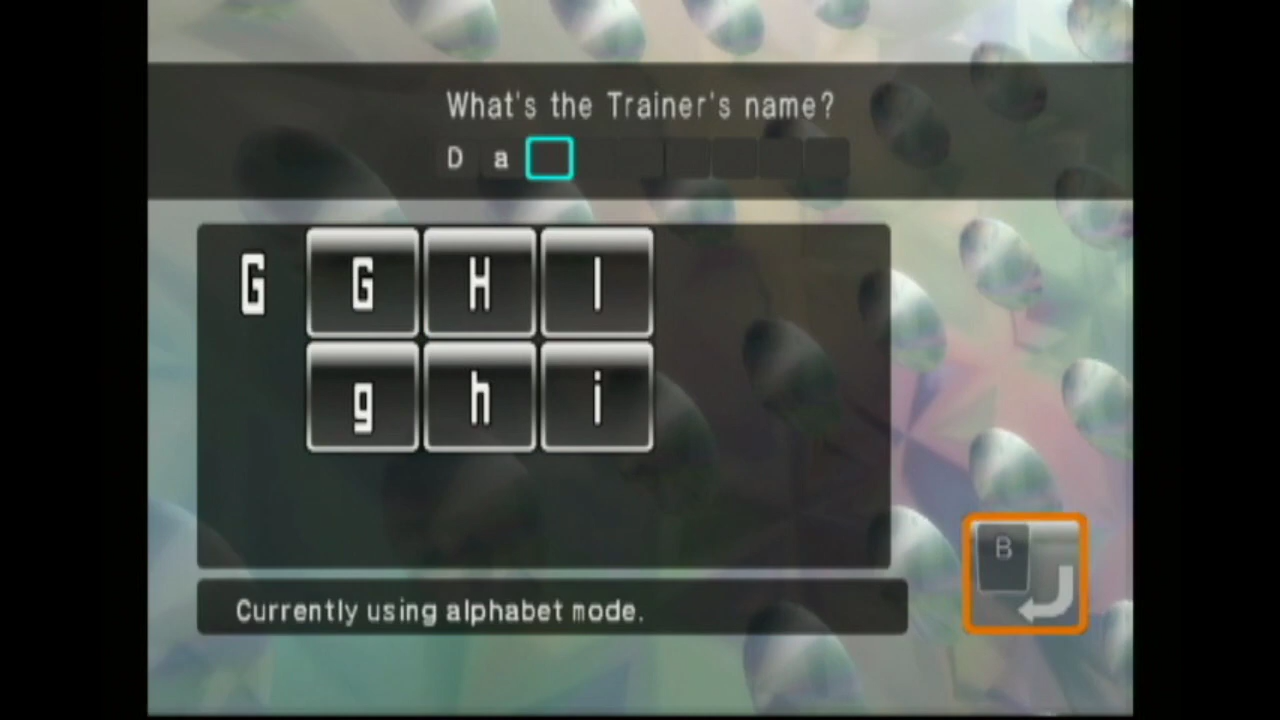 What's the Trainer's name?
D a
G G H I
g h i
B
Currently using alphabet mode.